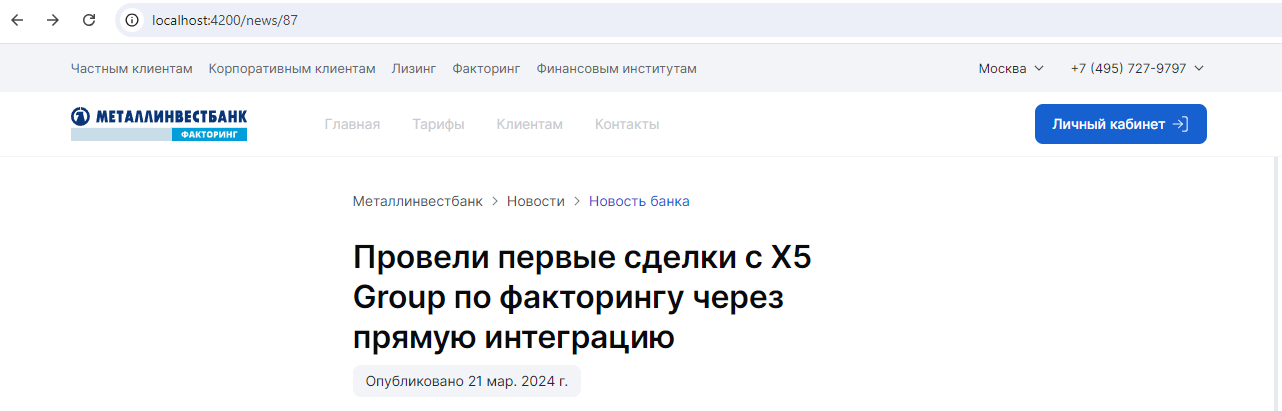 localhost:4200/news/87
Частным клиентам Корпоративным клиентам Лизинг Факторинг Финансовым институтам Москва +7 (495) 727-9797
МЕТАЛЛИНВЕСТБАНК
ФАКТОРИНГ
Главная Тарифы Клиентам Контакты Личный кабинет
Металлинвестбанк > Новости > Новость банка
Провели первые сделки с X5
Group по факторингу через
прямую интеграцию
Опубликовано 21 мар. 2024 г.